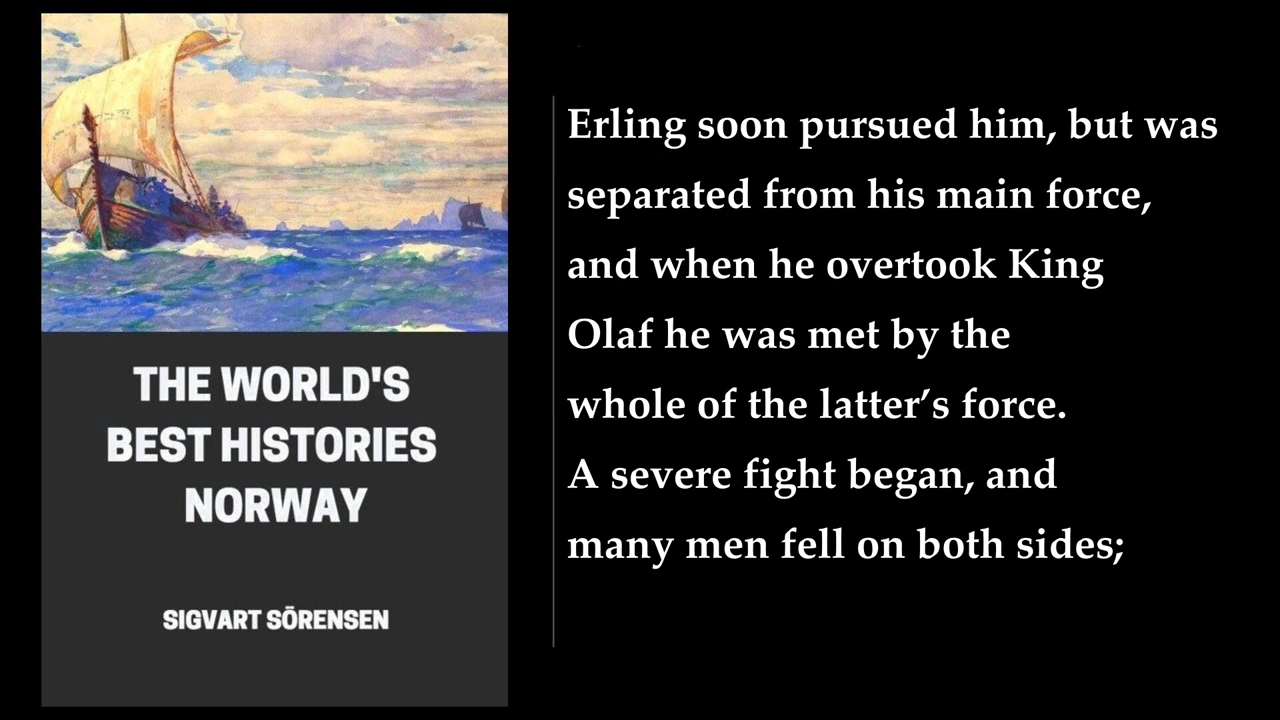 THE WORLD'S
BEST HISTORIES
NORWAY
SIGVART SÖRENSEN
Erling soon pursued him, but was
separated from his main force,
and when he overtook King
Olaf he was met by the
whole of the latter’s force.
A severe fight began, and
many men fell on both sides;